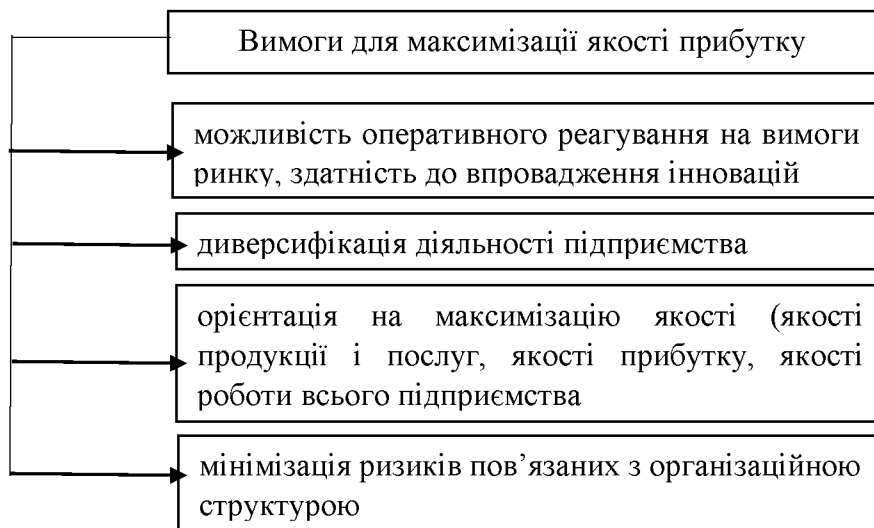 Вимоги для максимізації якості прибутку
можливість оперативного реагування на вимоги
ринку, здатність до впровадження інновацій
диверсифікація діяльності підприємства
орієнтація на максимізацію якості (якості
продукції і послуг, якості прибутку, якості
роботи всього підприємства
мінімізація ризиків пов’язаних з організаційною
структурою